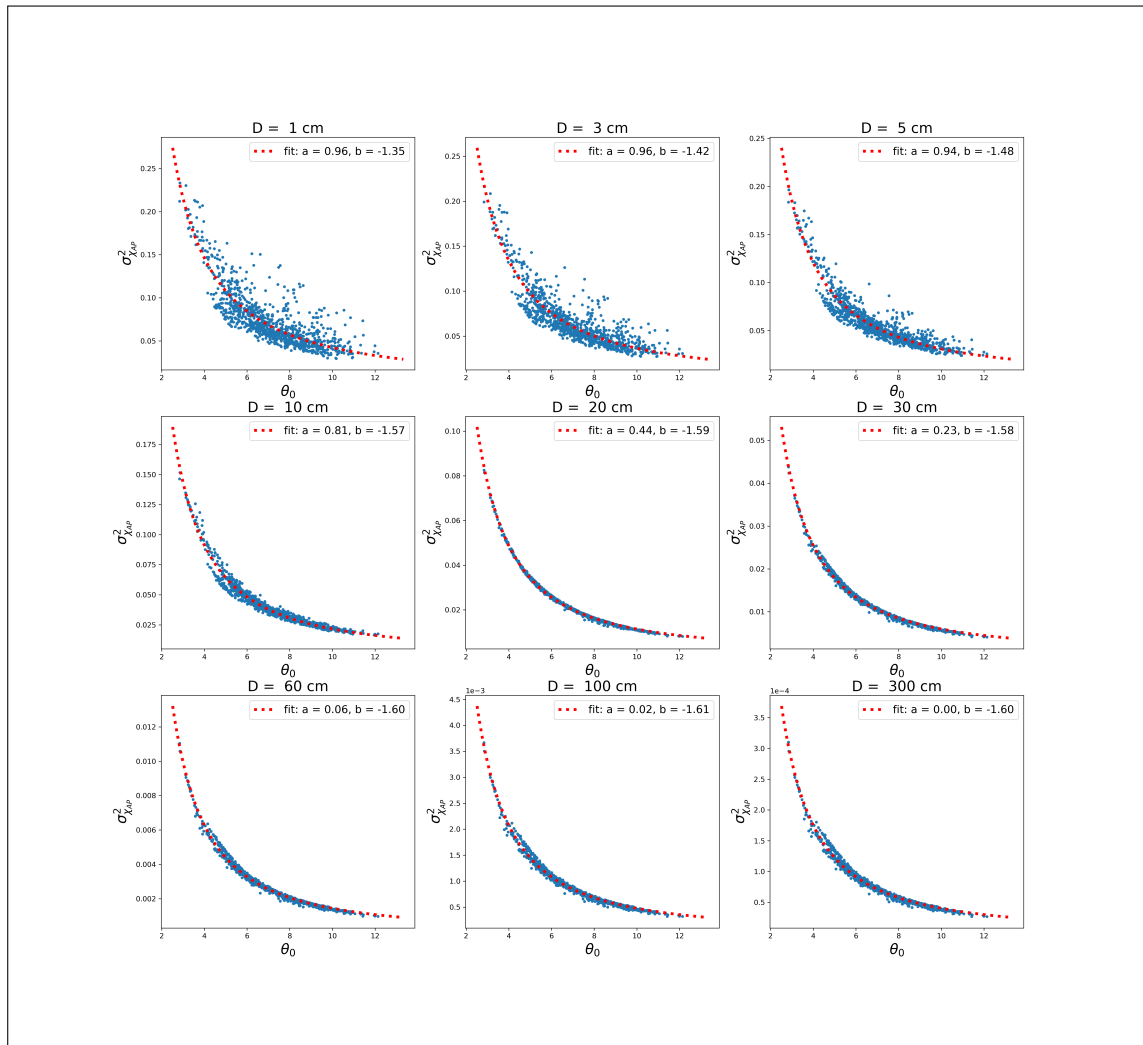 D = 1 cm
fit: a = 0.96, b = -1.35
0.25
0.20
0.15
0.10
0.05
σ²χAP
2 4 6 8 10 12
θ₀
D = 3 cm
fit: a = 0.96, b = -1.42
0.25
0.20
0.15
0.10
0.05
σ²χAP
2 4 6 8 10 12
θ₀
D = 5 cm
fit: a = 0.94, b = -1.48
0.25
0.20
0.15
0.10
0.05
σ²χAP
2 4 6 8 10 12
θ₀
D = 10 cm
fit: a = 0.81, b = -1.57
0.175
0.150
0.125
0.100
0.075
0.050
0.025
σ²χAP
2 4 6 8 10 12
θ₀
D = 20 cm
fit: a = 0.44, b = -1.59
0.10
0.08
0.06
0.04
0.02
σ²χAP
2 4 6 8 10 12
θ₀
D = 30 cm
fit: a = 0.23, b = -1.58
0.05
0.04
0.03
0.02
0.01
σ²χAP
2 4 6 8 10 12
θ₀
D = 60 cm
fit: a = 0.06, b = -1.60
0.012
0.010
0.008
0.006
0.004
0.002
σ²χAP
2 4 6 8 10 12
θ₀
D = 100 cm
1e-3
fit: a = 0.02, b = -1.61
4.5
4.0
3.5
3.0
2.5
2.0
1.5
1.0
0.5
σ²χAP
2 4 6 8 10 12
θ₀
D = 300 cm
1e-4
fit: a = 0.00, b = -1.60
3.5
3.0
2.5
2.0
1.5
1.0
0.5
σ²χAP
2 4 6 8 10 12
θ₀